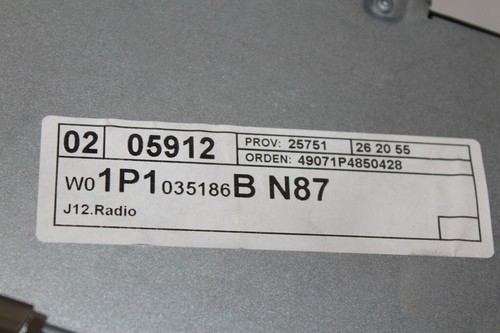 02 05912 PROV: 25751 26 20 55
ORDEN: 49071P4850428
W0 1P1 035186 B N87
J12.Radio